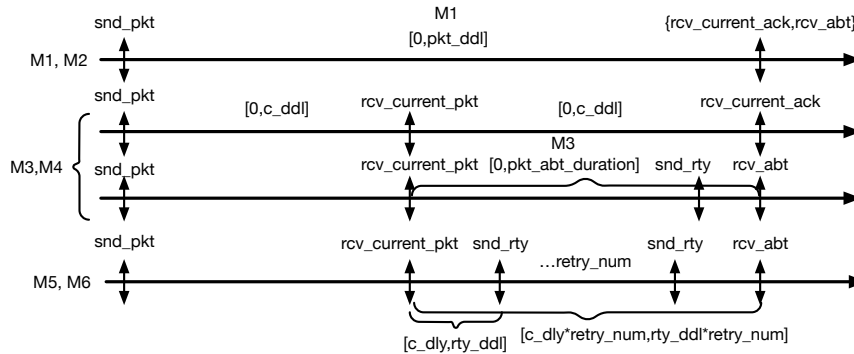 M1
snd_pkt {rcv_current_ack,rcv_abt}
[0,pkt_ddl]
M1, M2
snd_pkt [0,c_ddl] rcv_current_pkt [0,c_ddl] rcv_current_ack
M3
M3,M4
snd_pkt rcv_current_pkt [0,pkt_abt_duration] snd_rty rcv_abt
snd_pkt rcv_current_pkt snd_rty snd_rty rcv_abt
...retry_num
M5, M6
[c_dly,rty_ddl] [c_dly*retry_num,rty_ddl*retry_num]